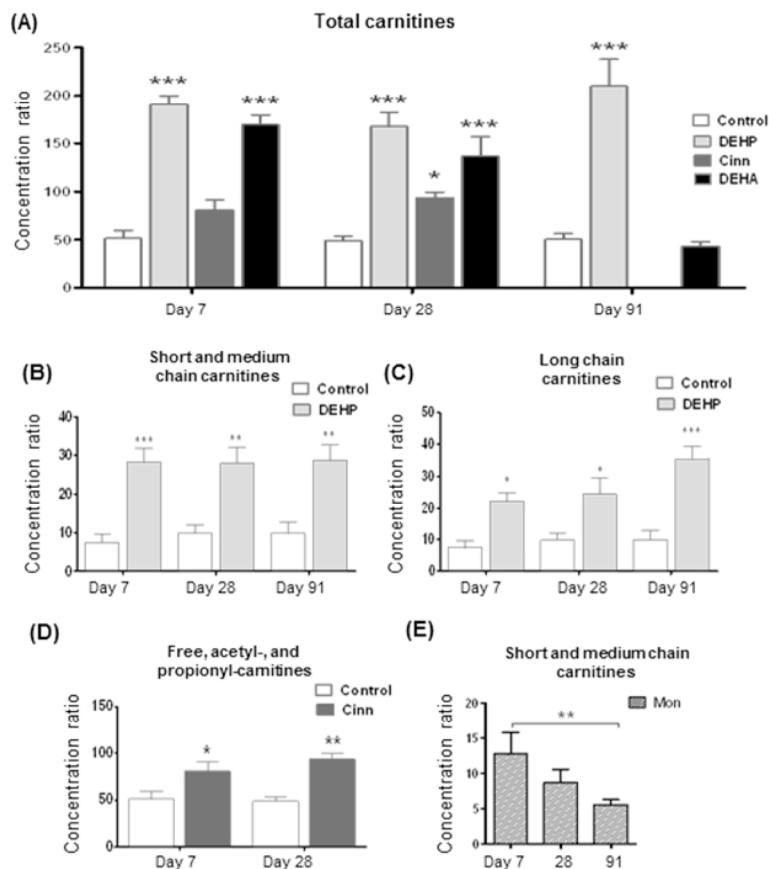 (A)
Total carnitines
Concentration ratio
250
200
150
100
50
0
***
***
***
*
***
***
Day 7
Day 28
Day 91
Control
DEHP
Cinn
DEHA
(B)
Short and medium
chain carnitines
Control
DEHP
Concentration ratio
40
30
20
10
0
***
**
**
Day 7
Day 28
Day 91
(C)
Long chain
carnitines
Control
DEHP
Concentration ratio
50
40
30
20
10
0
*
*
***
Day 7
Day 28
Day 91
(D)
Free, acetyl-, and
propionyl-carnitines
Control
Cinn
Concentration ratio
150
100
50
0
*
**
Day 7
Day 28
(E)
Short and medium chain
carnitines
Mon
Concentration ratio
20
15
10
5
0
**
Day 7
28
91